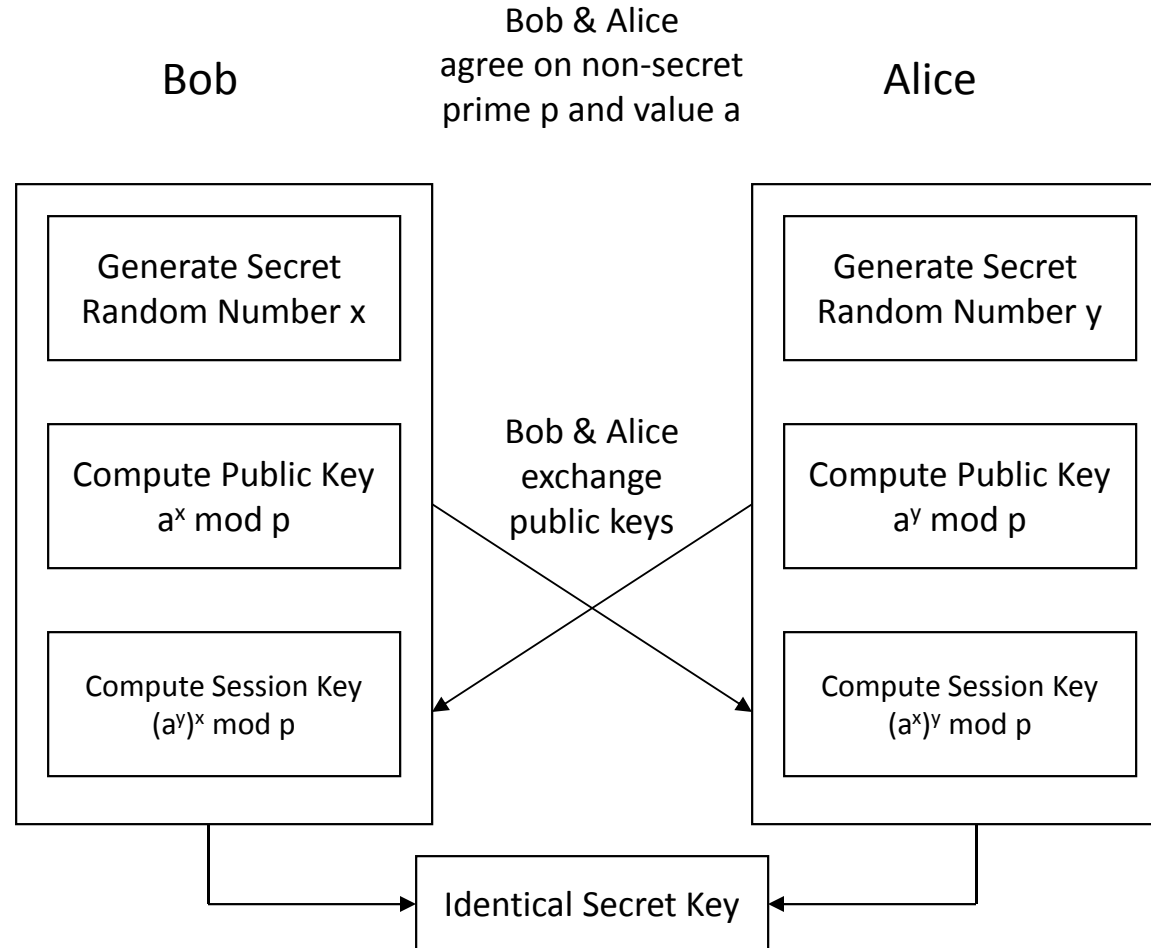 Bob & Alice
agree on non-secret
prime p and value a
Bob
Alice
Generate Secret
Random Number x
Generate Secret
Random Number y
Compute Public Key
aˣ mod p
Bob & Alice
exchange
public keys
Compute Public Key
aʸ mod p
Compute Session Key
(aʸ)ˣ mod p
Compute Session Key
(aˣ)ʸ mod p
Identical Secret Key